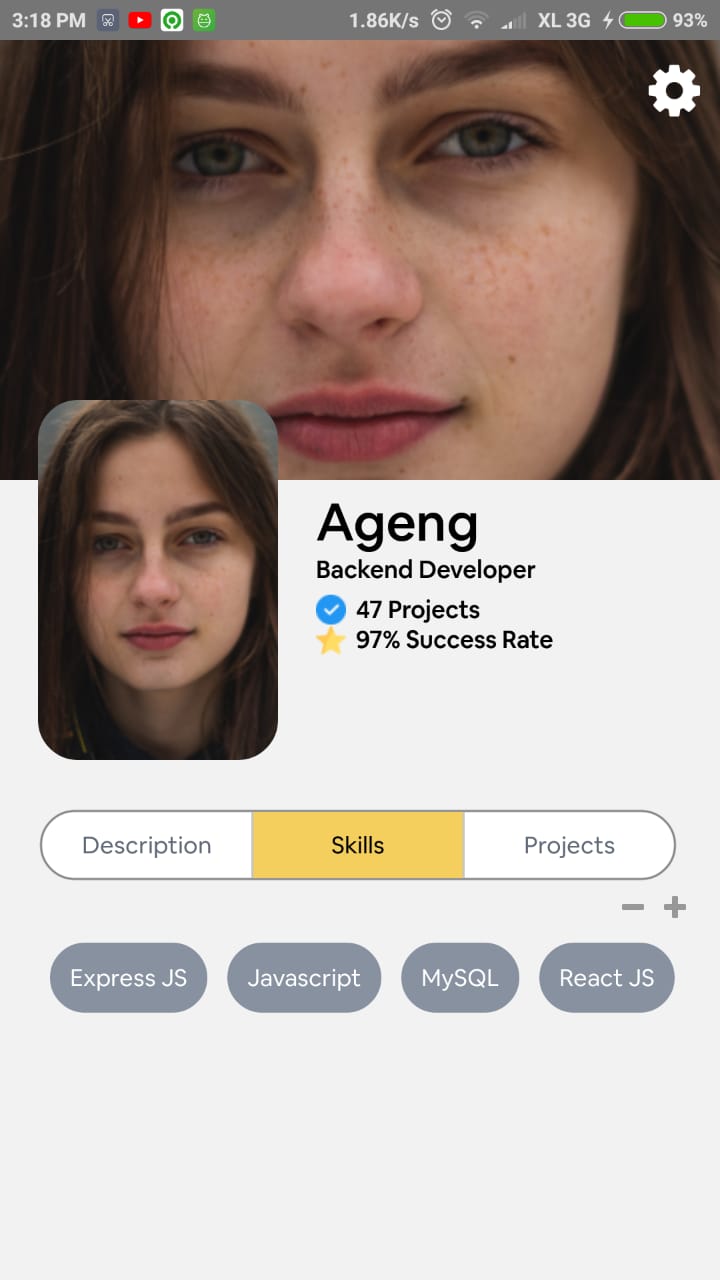 3:18 PM 1.86K/s XL 3G 93%
Ageng
Backend Developer
47 Projects
97% Success Rate
Description Skills Projects
Express JS Javascript MySQL React JS